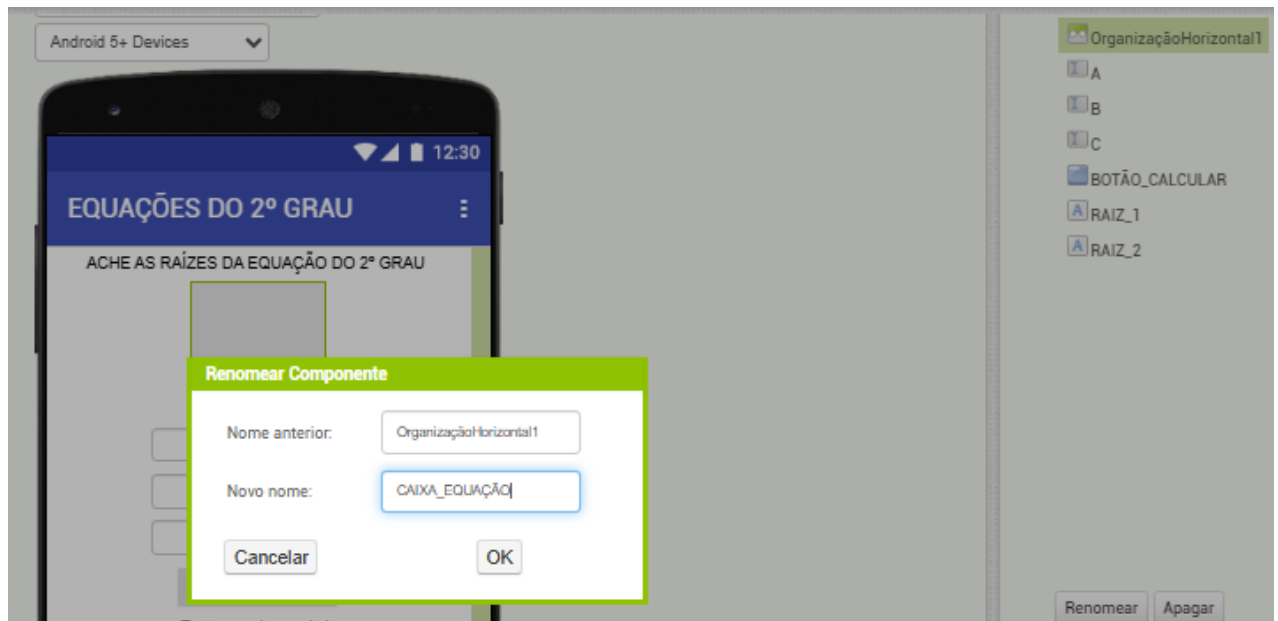 Android 5+ Devices
12:30
EQUAÇÕES DO 2º GRAU
ACHE AS RAÍZES DA EQUAÇÃO DO 2º GRAU
Renomear Componente
Nome anterior:
OrganizaçãoHorizontal1
Novo nome:
CAIXA_EQUAÇÃO
Cancelar
OK
OrganizaçãoHorizontal1
A
B
C
BOTÃO_CALCULAR
RAIZ_1
RAIZ_2
Renomear
Apagar